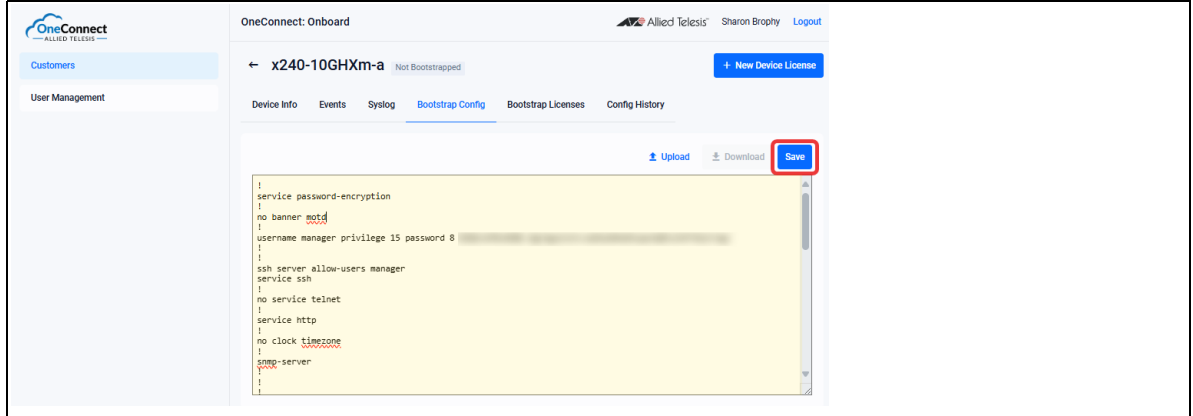 OneConnect
ALLIED TELESIS
Customers
User Management
OneConnect: Onboard
Allied Telesis
Sharon Brophy
Logout
← x240-10GHXm-a
Not Bootstrapped
+ New Device License
Device Info
Events
Syslog
Bootstrap Config
Bootstrap Licenses
Config History
Upload
Download
Save
!
service password-encryption
!
no banner motd
!
username manager privilege 15 password 8
!
!
ssh server allow-users manager
service ssh
!
no service telnet
!
service http
!
no clock timezone
!
snmp-server
!
!
!